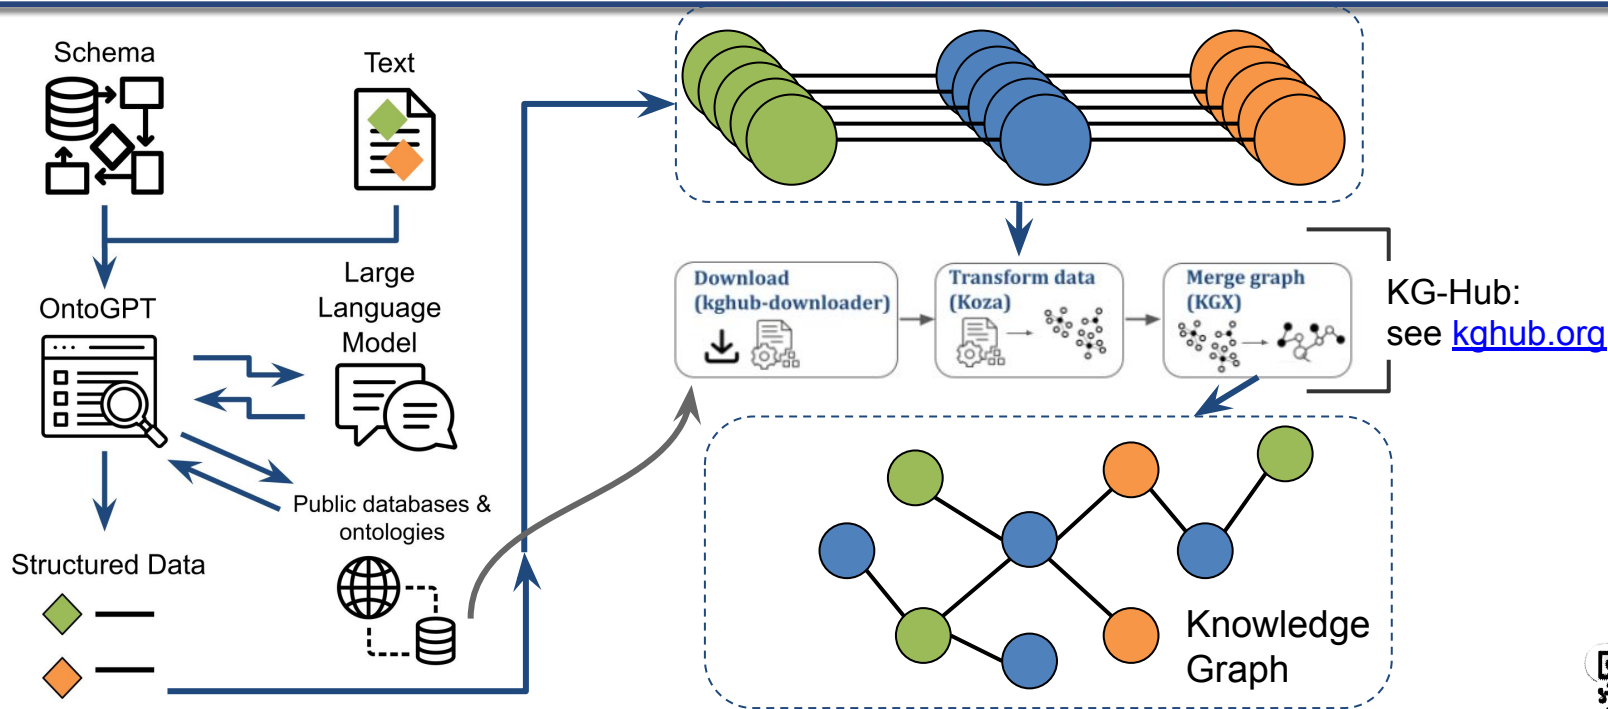 Schema
Text
OntoGPT
Large
Language
Model
Public databases &
ontologies
Structured Data
Download
(kghub-downloader)
Transform data
(Koza)
Merge graph
(KGX)
KG-Hub:
see kghub.org
Knowledge
Graph